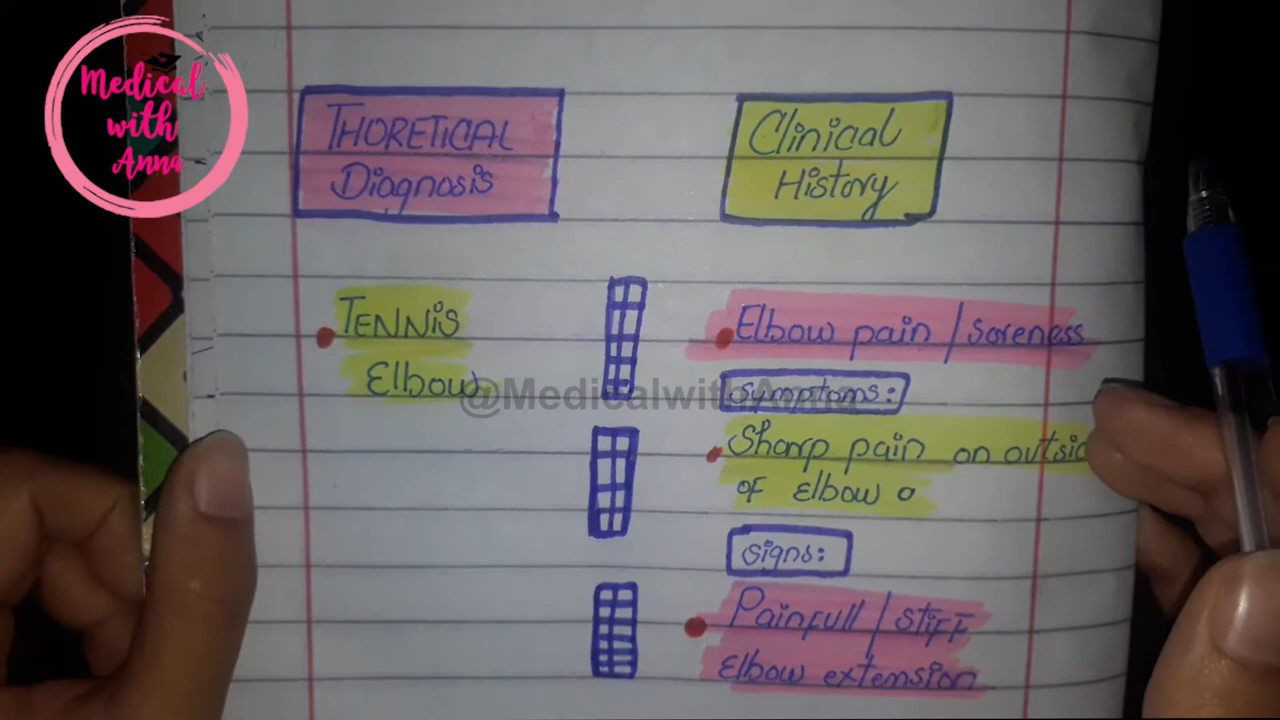 Medical
with
Anna
THORETICAL
Diagnosis
Clinical
History
TENNIS
Elbow
Elbow pain / soreness
@MedicalwithAnna
Symptoms:
Sharp pain on outsid
of Elbow
Signs:
Painfull / stiff
Elbow extension